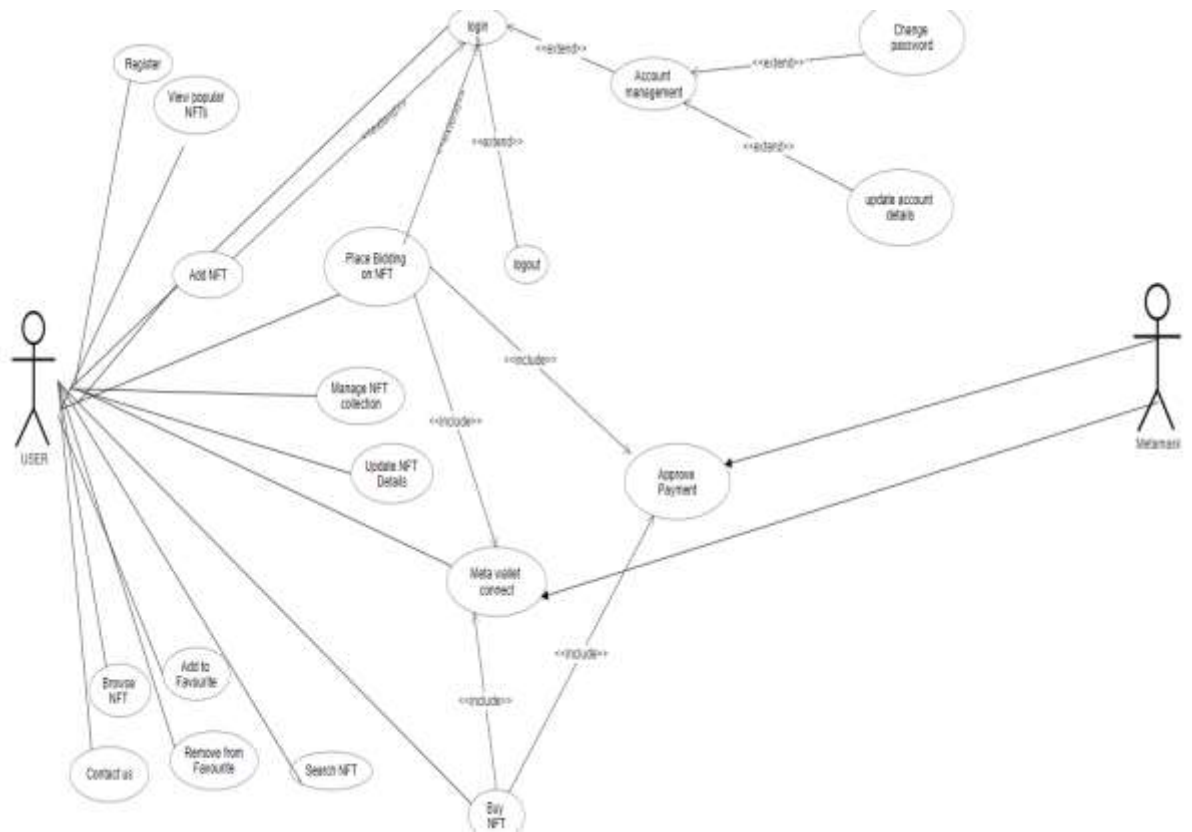 login
Change
password
Register
<<extend>>
<<extend>>
Account
management
View popular
NFTs
<<extend>>
<<extend>>
update account
details
Add NFT
Place Bidding
on NFT
logout
<<include>>
Manage NFT
collection
<<include>>
USER
Metamask
Update NFT
Details
Approve
Payment
Meta wallet
connect
<<include>>
Add to
Favourite
Browse
NFT
<<include>>
Remove from
Favourite
Contact us
Search NFT
Buy
NFT